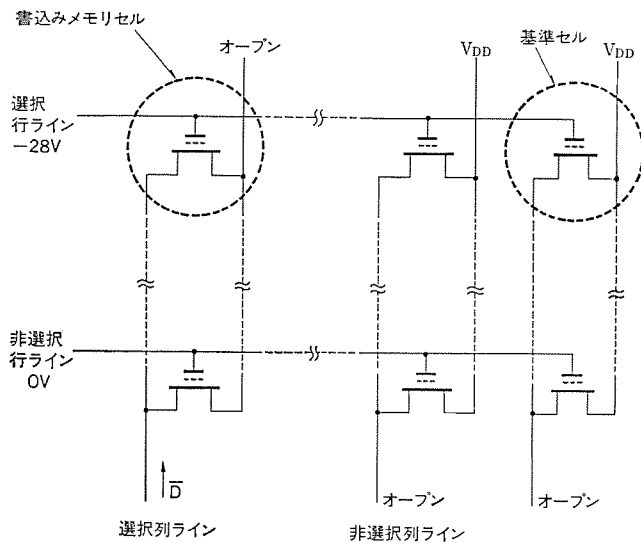 書込みメモリセル
オープン
V_DD
基準セル
V_DD
選択
行ライン
−28V
非選択
行ライン
0V
D̅
オープン
オープン
選択列ライン
非選択列ライン